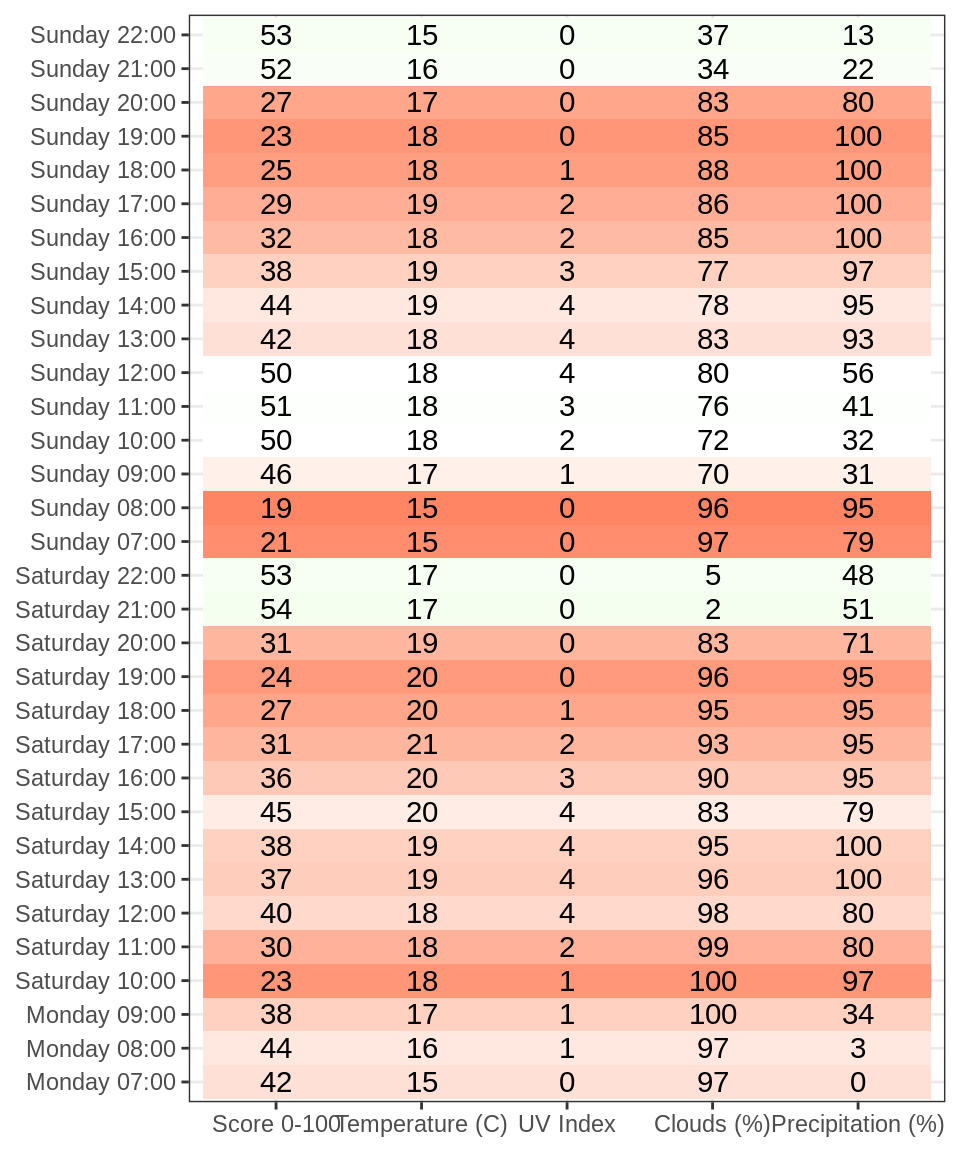 Sunday 22:00 53 15 0 37 13
Sunday 21:00 52 16 0 34 22
Sunday 20:00 27 17 0 83 80
Sunday 19:00 23 18 0 85 100
Sunday 18:00 25 18 1 88 100
Sunday 17:00 29 19 2 86 100
Sunday 16:00 32 18 2 85 100
Sunday 15:00 38 19 3 77 97
Sunday 14:00 44 19 4 78 95
Sunday 13:00 42 18 4 83 93
Sunday 12:00 50 18 4 80 56
Sunday 11:00 51 18 3 76 41
Sunday 10:00 50 18 2 72 32
Sunday 09:00 46 17 1 70 31
Sunday 08:00 19 15 0 96 95
Sunday 07:00 21 15 0 97 79
Saturday 22:00 53 17 0 5 48
Saturday 21:00 54 17 0 2 51
Saturday 20:00 31 19 0 83 71
Saturday 19:00 24 20 0 96 95
Saturday 18:00 27 20 1 95 95
Saturday 17:00 31 21 2 93 95
Saturday 16:00 36 20 3 90 95
Saturday 15:00 45 20 4 83 79
Saturday 14:00 38 19 4 95 100
Saturday 13:00 37 19 4 96 100
Saturday 12:00 40 18 4 98 80
Saturday 11:00 30 18 2 99 80
Saturday 10:00 23 18 1 100 97
Monday 09:00 38 17 1 100 34
Monday 08:00 44 16 1 97 3
Monday 07:00 42 15 0 97 0
Score 0-100 Temperature (C) UV Index Clouds (%) Precipitation (%)